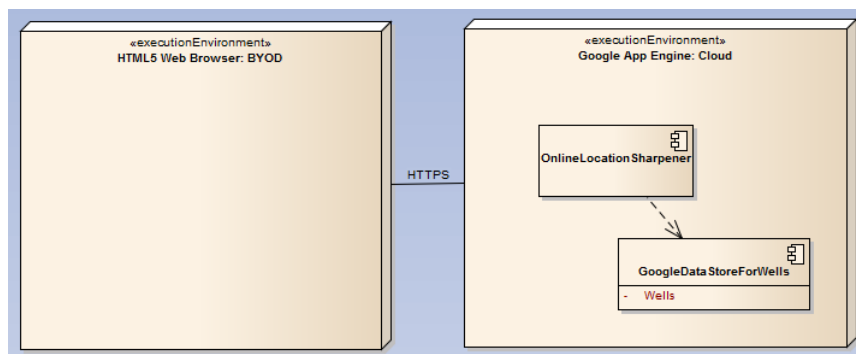 «executionEnvironment»
HTML5 Web Browser: BYOD
HTTPS
«executionEnvironment»
Google App Engine: Cloud
OnlineLocationSharpener
GoogleDataStoreForWells
- Wells